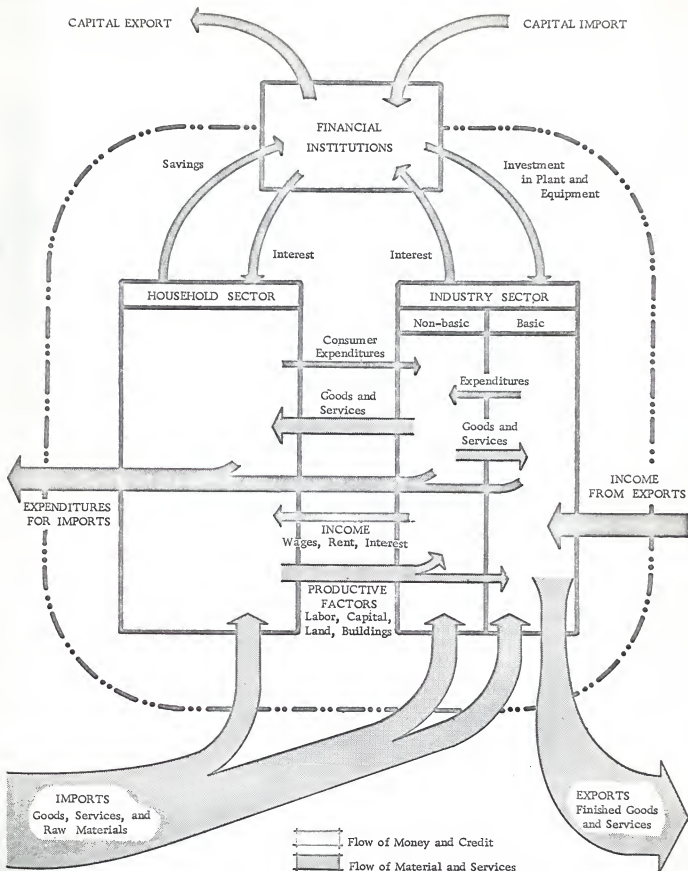 CAPITAL EXPORT
CAPITAL IMPORT
FINANCIAL
INSTITUTIONS
Savings
Investment
in Plant and
Equipment
Interest
Interest
HOUSEHOLD SECTOR
INDUSTRY SECTOR
Non-basic
Basic
Consumer
Expenditures
Expenditures
Goods and
Services
Goods and
Services
EXPENDITURES
FOR IMPORTS
INCOME
FROM EXPORTS
INCOME
Wages, Rent, Interest
PRODUCTIVE
FACTORS
Labor, Capital,
Land, Buildings
IMPORTS
Goods, Services, and
Raw Materials
EXPORTS
Finished Goods
and Services
Flow of Money and Credit
Flow of Material and Services